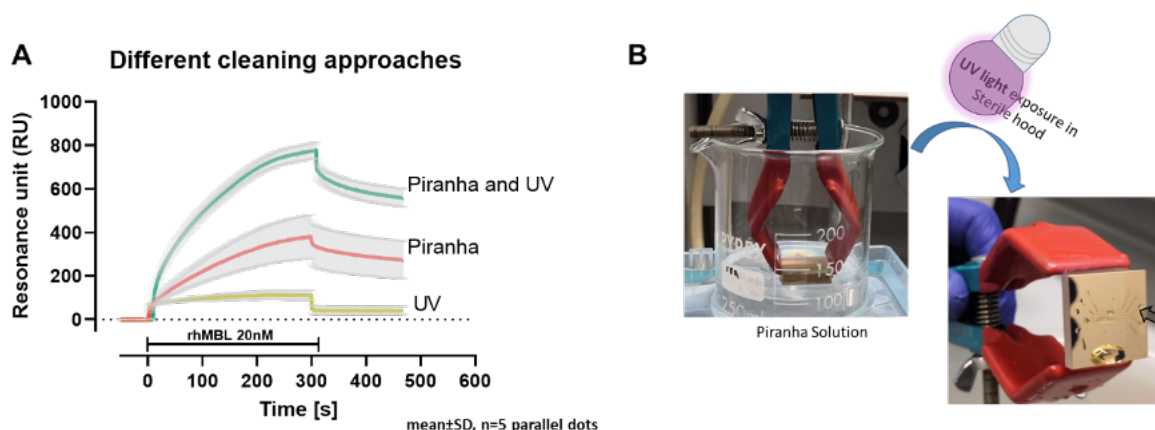 A
Different cleaning approaches
Resonance unit (RU)
1000
800
600
400
200
0
Piranha and UV
Piranha
UV
rhMBL 20nM
0 100 200 300 400 500 600
Time [s]
mean±SD, n=5 parallel dots
B
UV light exposure in
Sterile hood
PYREX
200
150
100
250ml
Piranha Solution